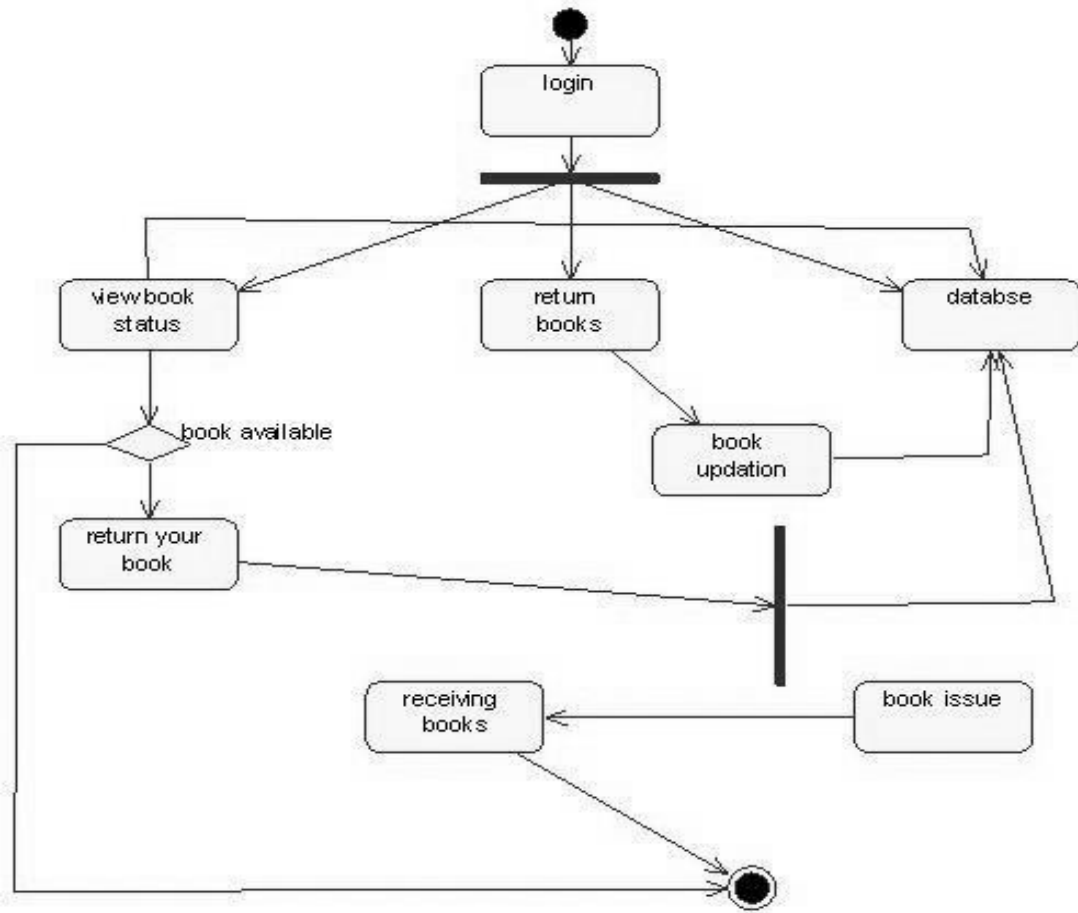 login
viewbook
status
return
books
databse
book available
book
updation
return your
book
receiving
books
book issue